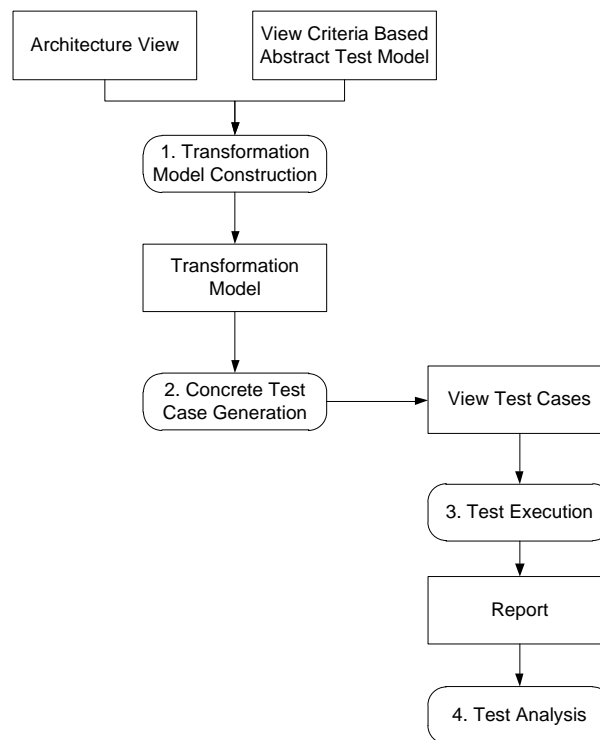 Architecture View
View Criteria Based
Abstract Test Model
1. Transformation
Model Construction
Transformation
Model
2. Concrete Test
Case Generation
View Test Cases
3. Test Execution
Report
4. Test Analysis